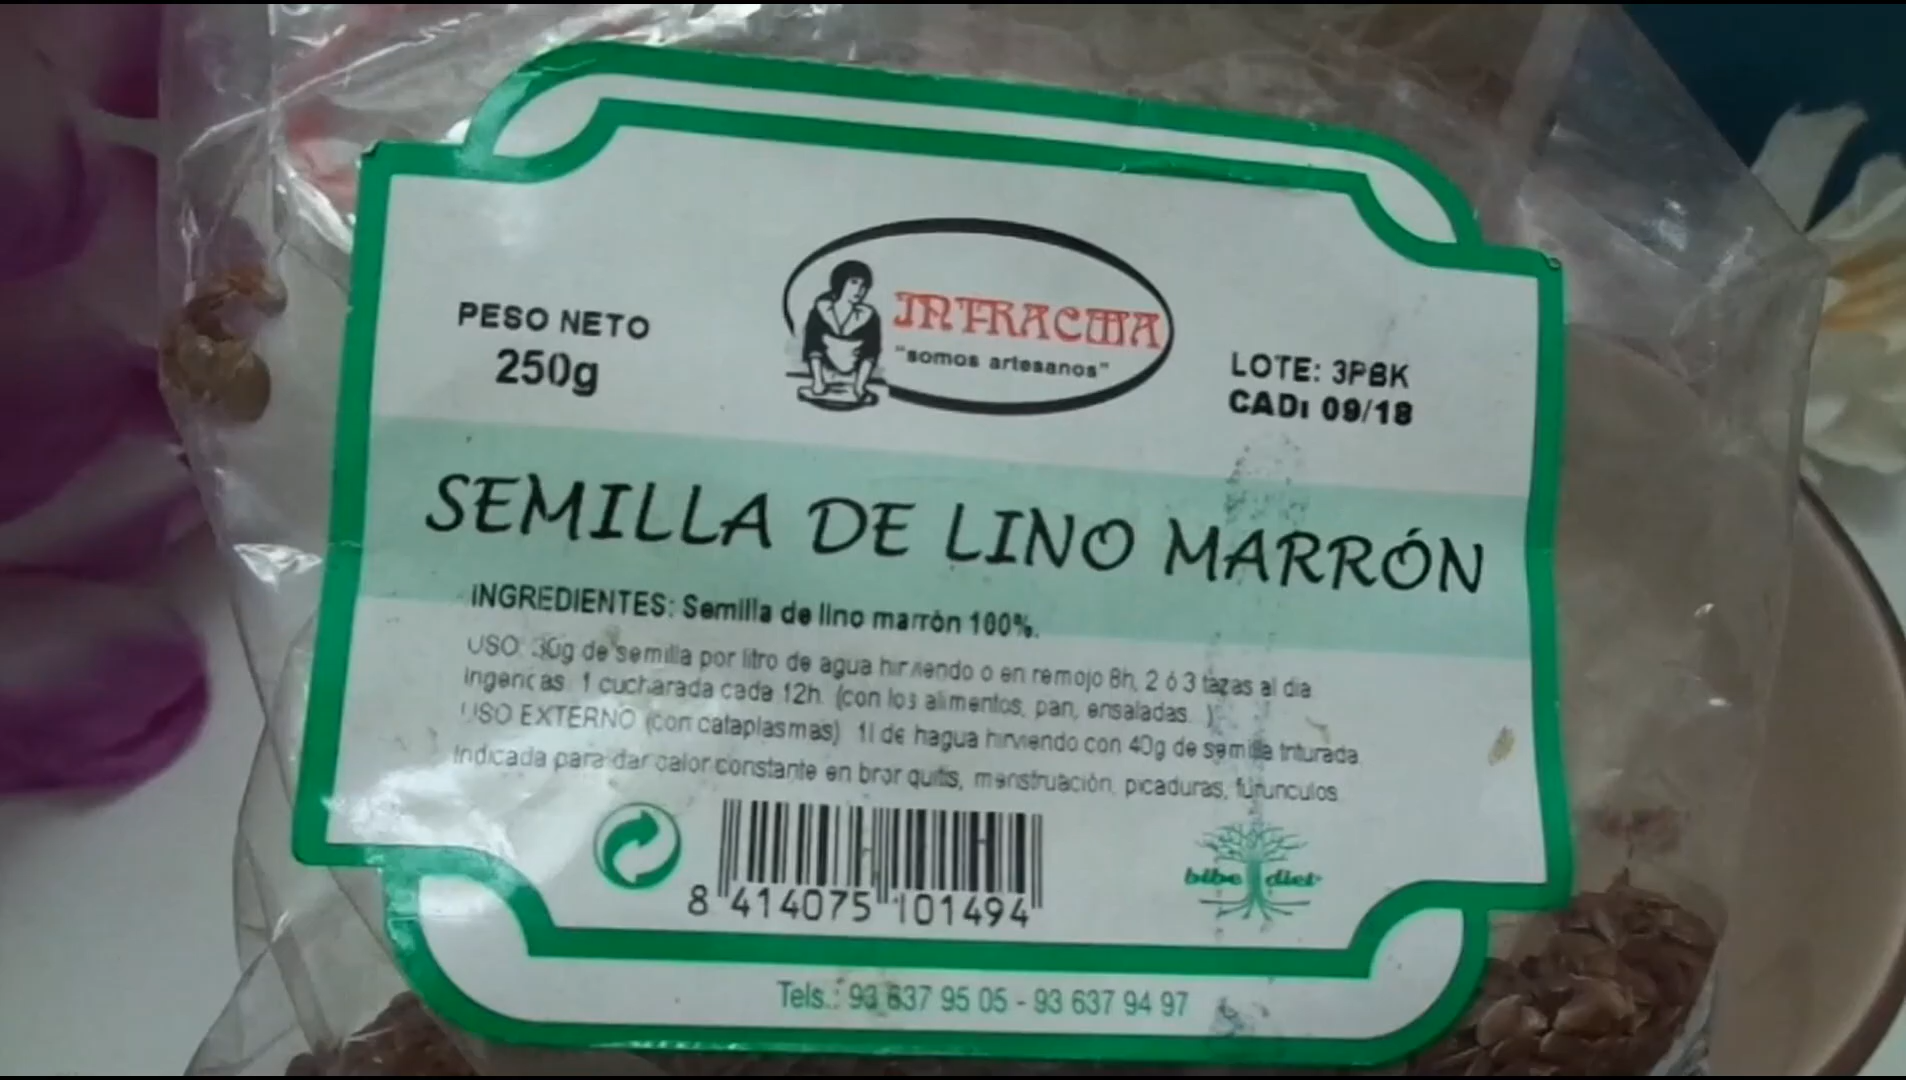 PESO NETO
250g
INTRACMA
"somos artesanos"
LOTE: 3PBK
CAD: 09/18
SEMILLA DE LINO MARRÓN
INGREDIENTES: Semilla de lino marrón 100%.
USO: 30g de semilla por litro de agua hirviendo o en remojo 8h, 2 ó 3 tazas al dia
1 cucharada cada 12h. (con los alimentos, pan, ensaladas. )
USO EXTERNO (con cataplasmas) 1l de hagua hirviendo con 40g de semilla triturada.
Indicada para dar calor constante en bronquitis, menstruación, picaduras, furunculos.
8 414075 101494
bibe diet
Tels.: 93 637 95 05 - 93 637 94 97